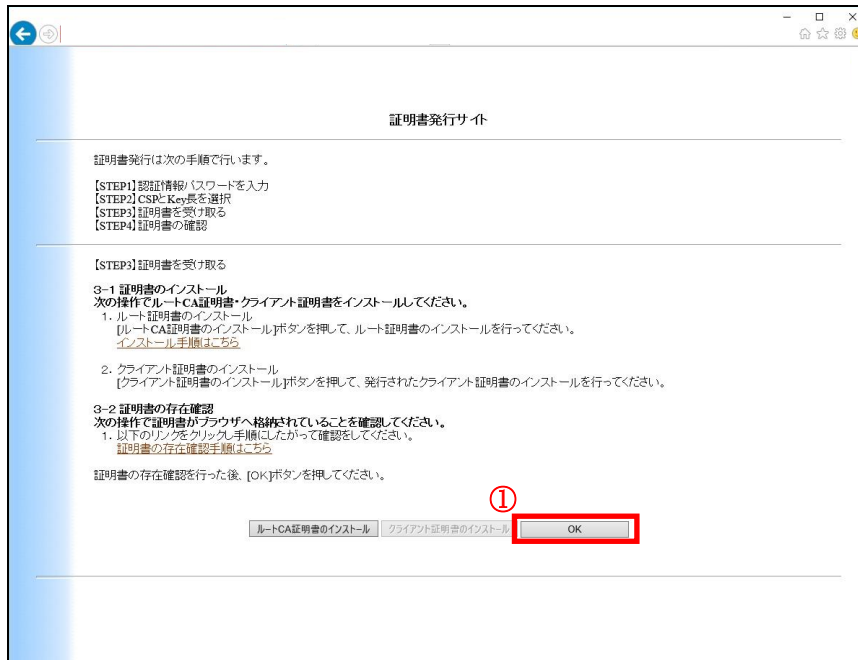 証明書発行サイト
証明書発行は次の手順で行います。
【STEP1】認証情報パスワードを入力
【STEP2】CSPとKey長を選択
【STEP3】証明書を受け取る
【STEP4】証明書の確認
【STEP3】証明書を受け取る
3-1 証明書のインストール
次の操作でルートCA証明書・クライアント証明書をインストールしてください。
1. ルート証明書のインストール
[ルートCA証明書のインストール]ボタンを押して、ルート証明書のインストールを行ってください。
インストール手順はこちら
2. クライアント証明書のインストール
[クライアント証明書のインストール]ボタンを押して、発行されたクライアント証明書のインストールを行ってください。
3-2 証明書の存在確認
次の操作で証明書がブラウザへ格納されていることを確認してください。
1. 以下のリンクをクリックし手順にしたがって確認をしてください。
証明書の存在確認手順はこちら
証明書の存在確認を行った後、[OK]ボタンを押してください。
①
ルートCA証明書のインストール クライアント証明書のインストール OK